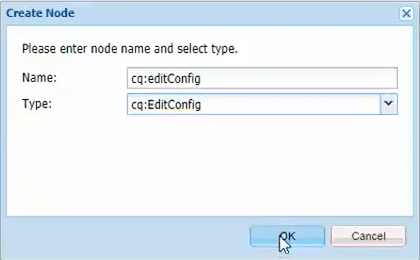 Create Node
Please enter node name and select type.
Name: cq:editConfig
Type: cq:EditConfig
OK Cancel